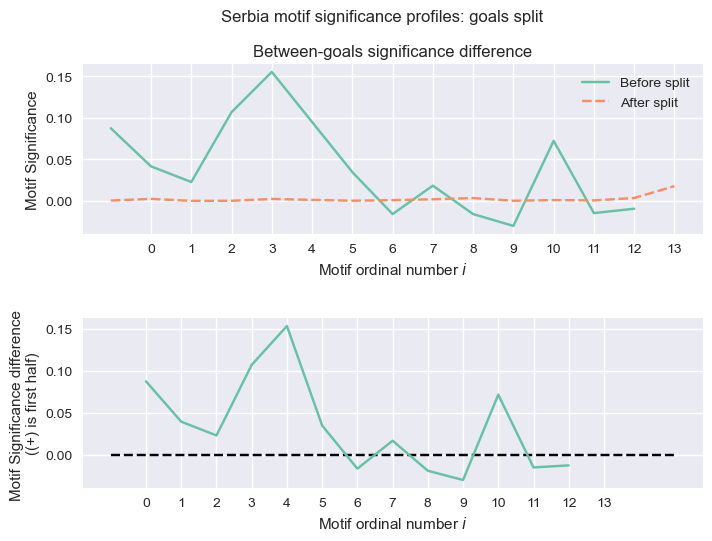 Serbia motif significance profiles: goals split
Between-goals significance difference
Before split
After split
Motif Significance
0.15
0.10
0.05
0.00
0 1 2 3 4 5 6 7 8 9 10 11 12 13
Motif ordinal number i
Motif Significance difference
((+) is first half)
0.15
0.10
0.05
0.00
0 1 2 3 4 5 6 7 8 9 10 11 12 13
Motif ordinal number i